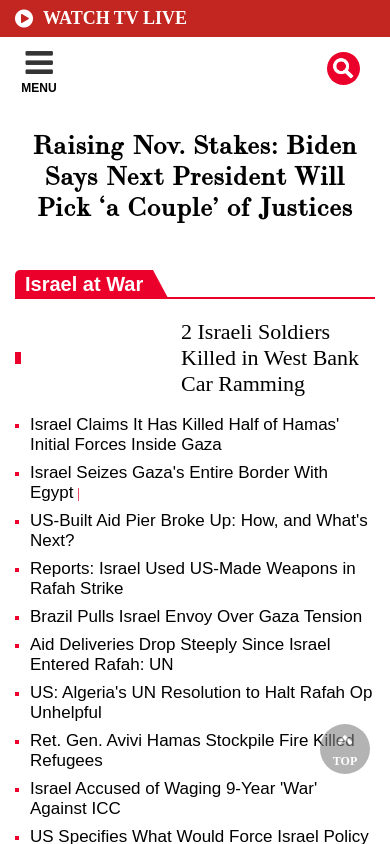 WATCH TV LIVE
MENU
Raising Nov. Stakes: Biden
Says Next President Will
Pick ‘a Couple’ of Justices
Israel at War
2 Israeli Soldiers
Killed in West Bank
Car Ramming
Israel Claims It Has Killed Half of Hamas'
Initial Forces Inside Gaza
Israel Seizes Gaza's Entire Border With
Egypt |
US-Built Aid Pier Broke Up: How, and What's
Next?
Reports: Israel Used US-Made Weapons in
Rafah Strike
Brazil Pulls Israel Envoy Over Gaza Tension
Aid Deliveries Drop Steeply Since Israel
Entered Rafah: UN
US: Algeria's UN Resolution to Halt Rafah Op
Unhelpful
Ret. Gen. Avivi Hamas Stockpile Fire Killed
Refugees
TOP
Israel Accused of Waging 9-Year 'War'
Against ICC
US Specifies What Would Force Israel Policy